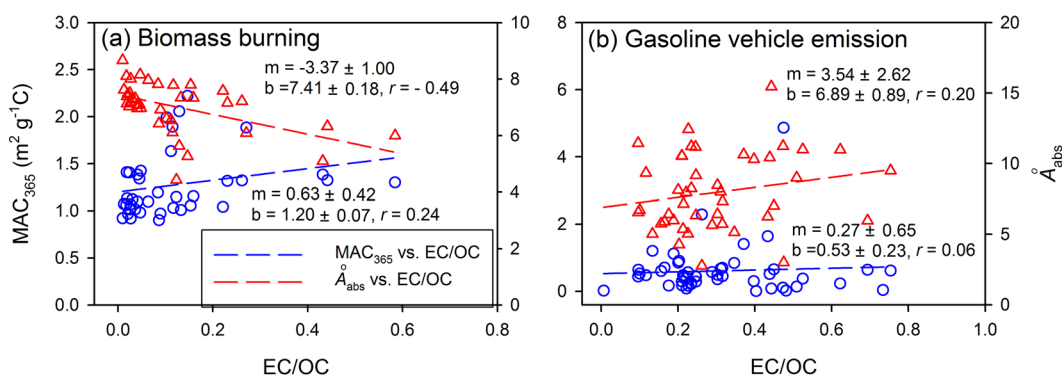 (a) Biomass burning
m = -3.37 ± 1.00
b =7.41 ± 0.18, r = - 0.49
m = 0.63 ± 0.42
b = 1.20 ± 0.07, r = 0.24
MAC365 vs. EC/OC
Åabs vs. EC/OC
MAC365 (m2 g-1C)
3.0
2.5
2.0
1.5
1.0
0.5
0.0
10
8
6
4
2
0
0.0 0.2 0.4 0.6 0.8
EC/OC
(b) Gasoline vehicle emission
m = 3.54 ± 2.62
b = 6.89 ± 0.89, r = 0.20
m = 0.27 ± 0.65
b =0.53 ± 0.23, r = 0.06
8
6
4
2
0
20
15
10
5
0
Åabs
0.0 0.2 0.4 0.6 0.8 1.0
EC/OC